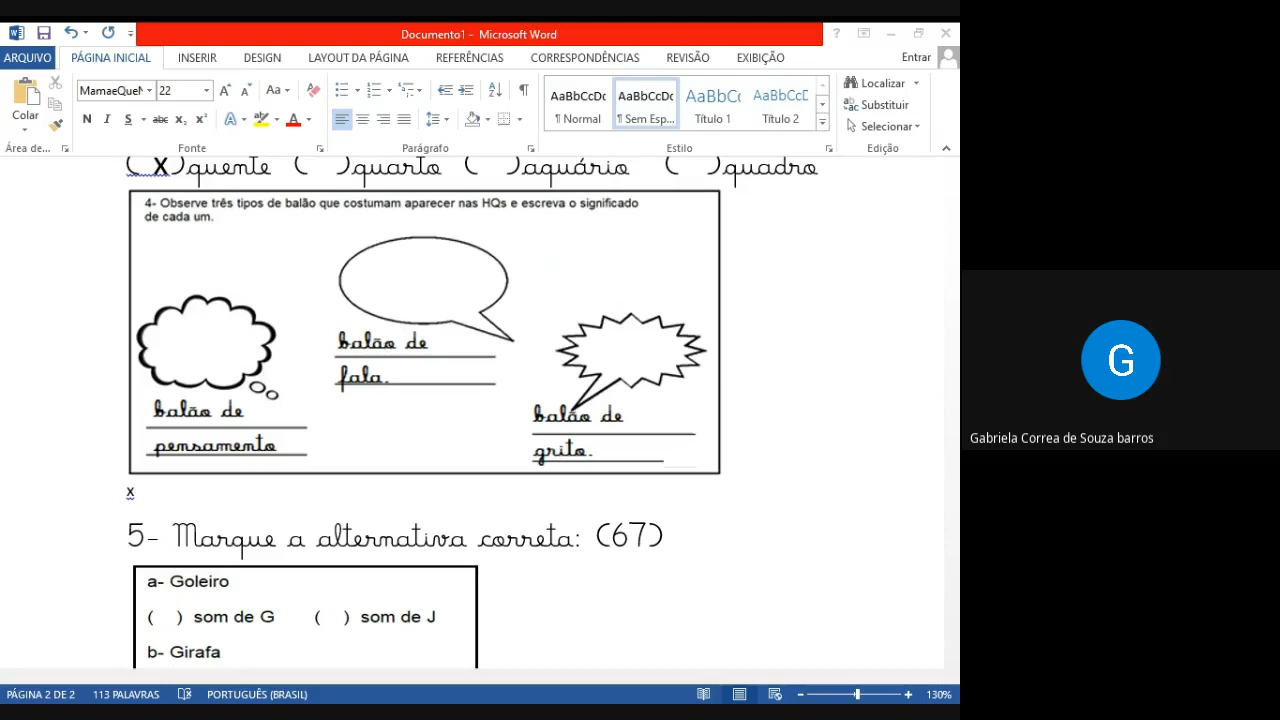 Documento1 - Microsoft Word
?
ARQUIVO PÁGINA INICIAL INSERIR DESIGN LAYOUT DA PÁGINA REFERÊNCIAS CORRESPONDÊNCIAS REVISÃO EXIBIÇÃO Entrar
Colar
MamaeQueN 22
AaBbCcDc AaBbCcDc AaBbC( AaBbCcD
¶ Normal ¶ Sem Esp... Título 1 Título 2
Localizar
Substituir
Selecionar
Área de... Fonte Parágrafo Estilo Edição
( X )quente ( )quarto ( )aquário ( )quadro
4- Observe três tipos de balão que costumam aparecer nas HQs e escreva o significado
de cada um.
balão de
fala.
balão de
pensamento
balão de
grito.
x
5- Marque a alternativa correta: (67)
a- Goleiro
( ) som de G ( ) som de J
b- Girafa
PÁGINA 2 DE 2 113 PALAVRAS PORTUGUÊS (BRASIL) 130%
G
Gabriela Correa de Souza barros